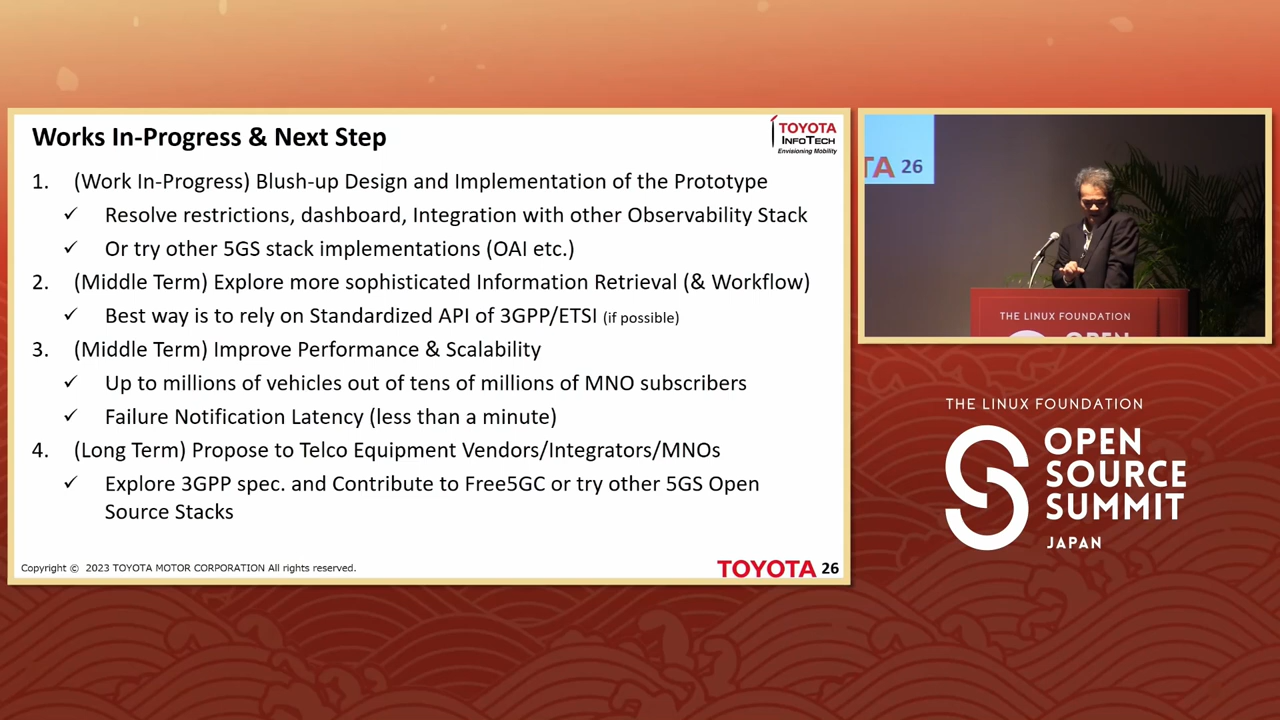 Works In-Progress & Next Step
TOYOTA
INFOTECH
Envisioning Mobility
1. (Work In-Progress) Blush-up Design and Implementation of the Prototype
✓ Resolve restrictions, dashboard, Integration with other Observability Stack
✓ Or try other 5GS stack implementations (OAI etc.)
2. (Middle Term) Explore more sophisticated Information Retrieval (& Workflow)
✓ Best way is to rely on Standardized API of 3GPP/ETSI (if possible)
3. (Middle Term) Improve Performance & Scalability
✓ Up to millions of vehicles out of tens of millions of MNO subscribers
✓ Failure Notification Latency (less than a minute)
4. (Long Term) Propose to Telco Equipment Vendors/Integrators/MNOs
✓ Explore 3GPP spec. and Contribute to Free5GC or try other 5GS Open
Source Stacks
Copyright © 2023 TOYOTA MOTOR CORPORATION All rights reserved.
TOYOTA 26
TA 26
THE LINUX FOUNDATION
OPEN
THE LINUX FOUNDATION
OPEN
SOURCE
SUMMIT
JAPAN